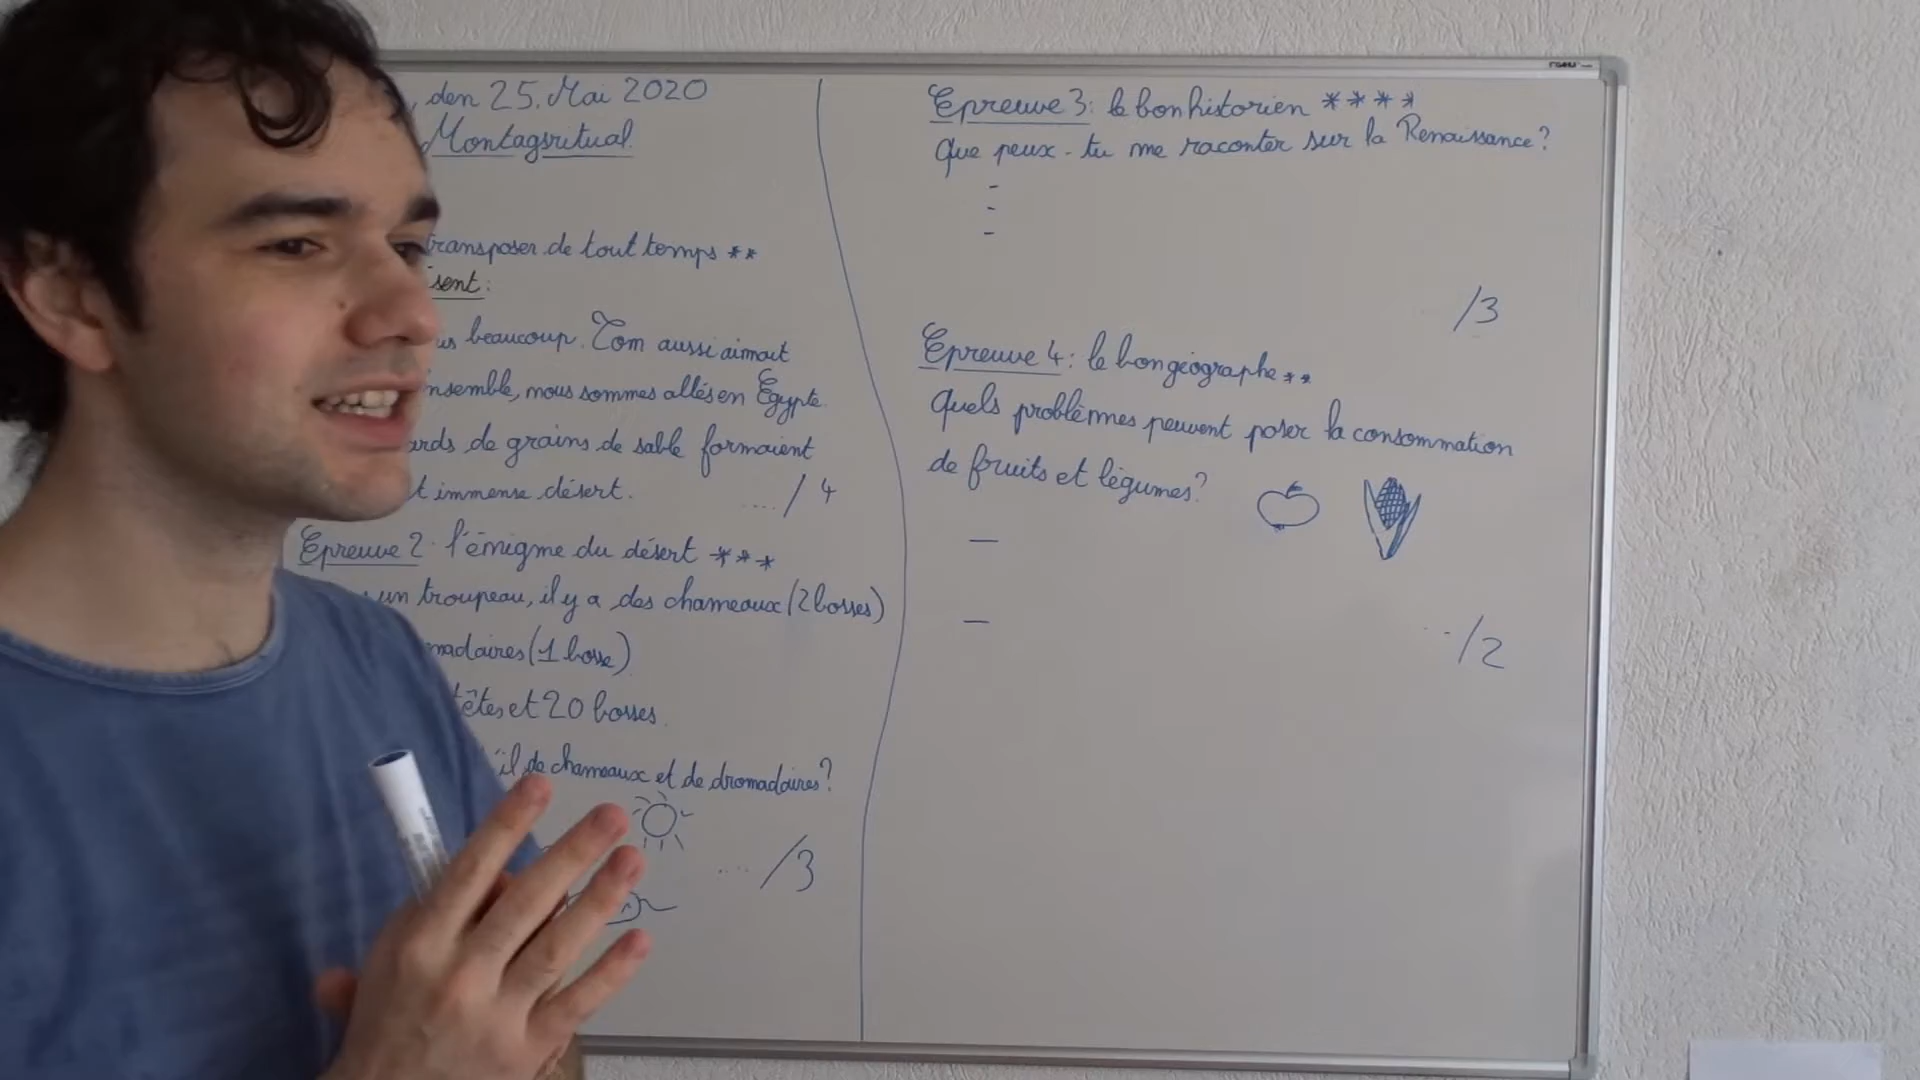 , den 25. Mai 2020
Montagsritual.
transposer de tout temps **
sent :
us beaucoup. Tom aussi aimait
nsemble, nous sommes allés en Égypte.
ards de grains de sable formaient
t immense désert.
.... / 4
Epreuve 2 : l'énigme du désert ***
un troupeau, il y a des chameaux (2 bosses)
madaires (1 bosse)
têtes et 20 bosses.
t'il de chameaux et de dromadaires ?
.... /3
Epreuve 3 : le bon historien ****
Que peux-tu me raconter sur la Renaissance ?
-
-
-
/3
Epreuve 4 : le bon géographe **
Quels problèmes peuvent poser la consommation
de fruits et légumes ?
-
-
... /2